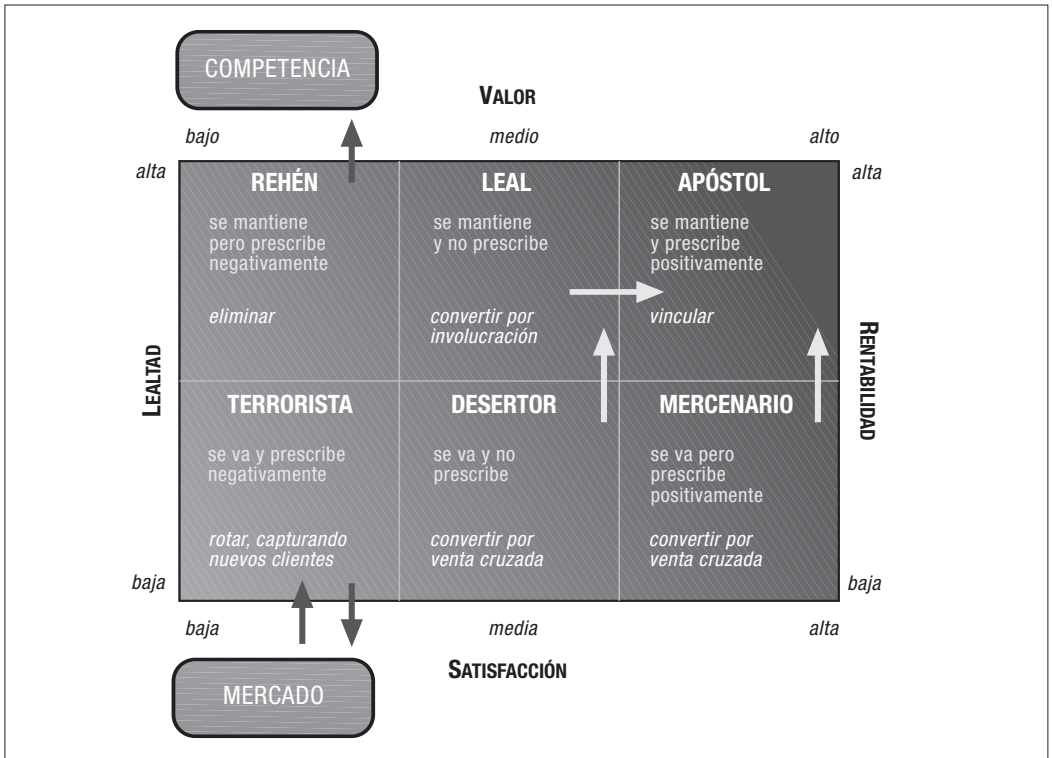 COMPETENCIA
VALOR
bajo
medio
alto
alta
alta
REHÉN
se mantiene
pero prescribe
negativamente
eliminar
LEAL
se mantiene
y no prescribe
convertir por
involucración
APÓSTOL
se mantiene
y prescribe
positivamente
vincular
LEALTAD
RENTABILIDAD
TERRORISTA
se va y prescribe
negativamente
rotar, capturando
nuevos clientes
DESERTOR
se va y no
prescribe
convertir por
venta cruzada
MERCENARIO
se va pero
prescribe
positivamente
convertir por
venta cruzada
baja
baja
baja
media
alta
SATISFACCIÓN
MERCADO